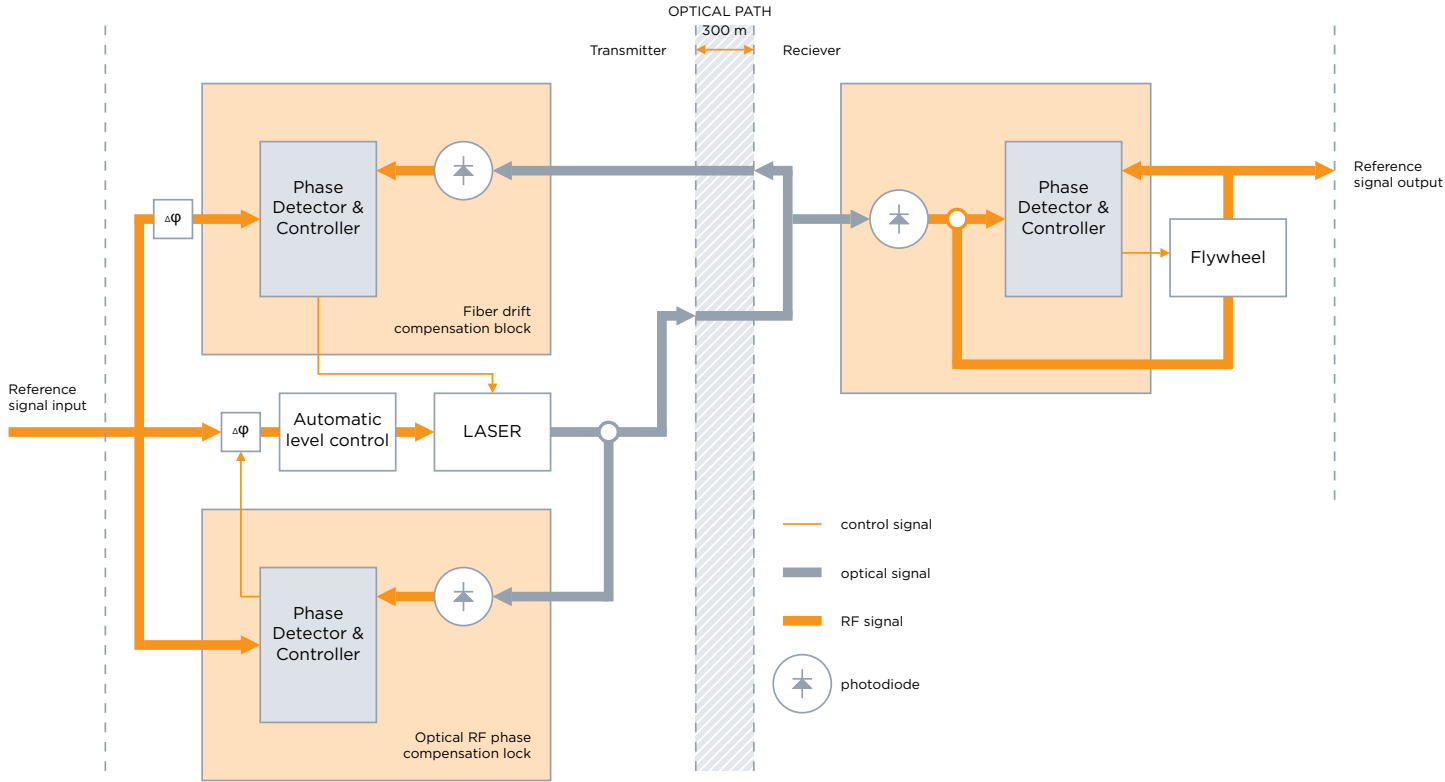 OPTICAL PATH
300 m
Transmitter
Reciever
Phase
Detector &
Controller
Δφ
Fiber drift
compensation block
Phase
Detector &
Controller
Flywheel
Reference
signal output
Reference
signal input
Δφ
Automatic
level control
LASER
Phase
Detector &
Controller
Optical RF phase
compensation lock
control signal
optical signal
RF signal
photodiode